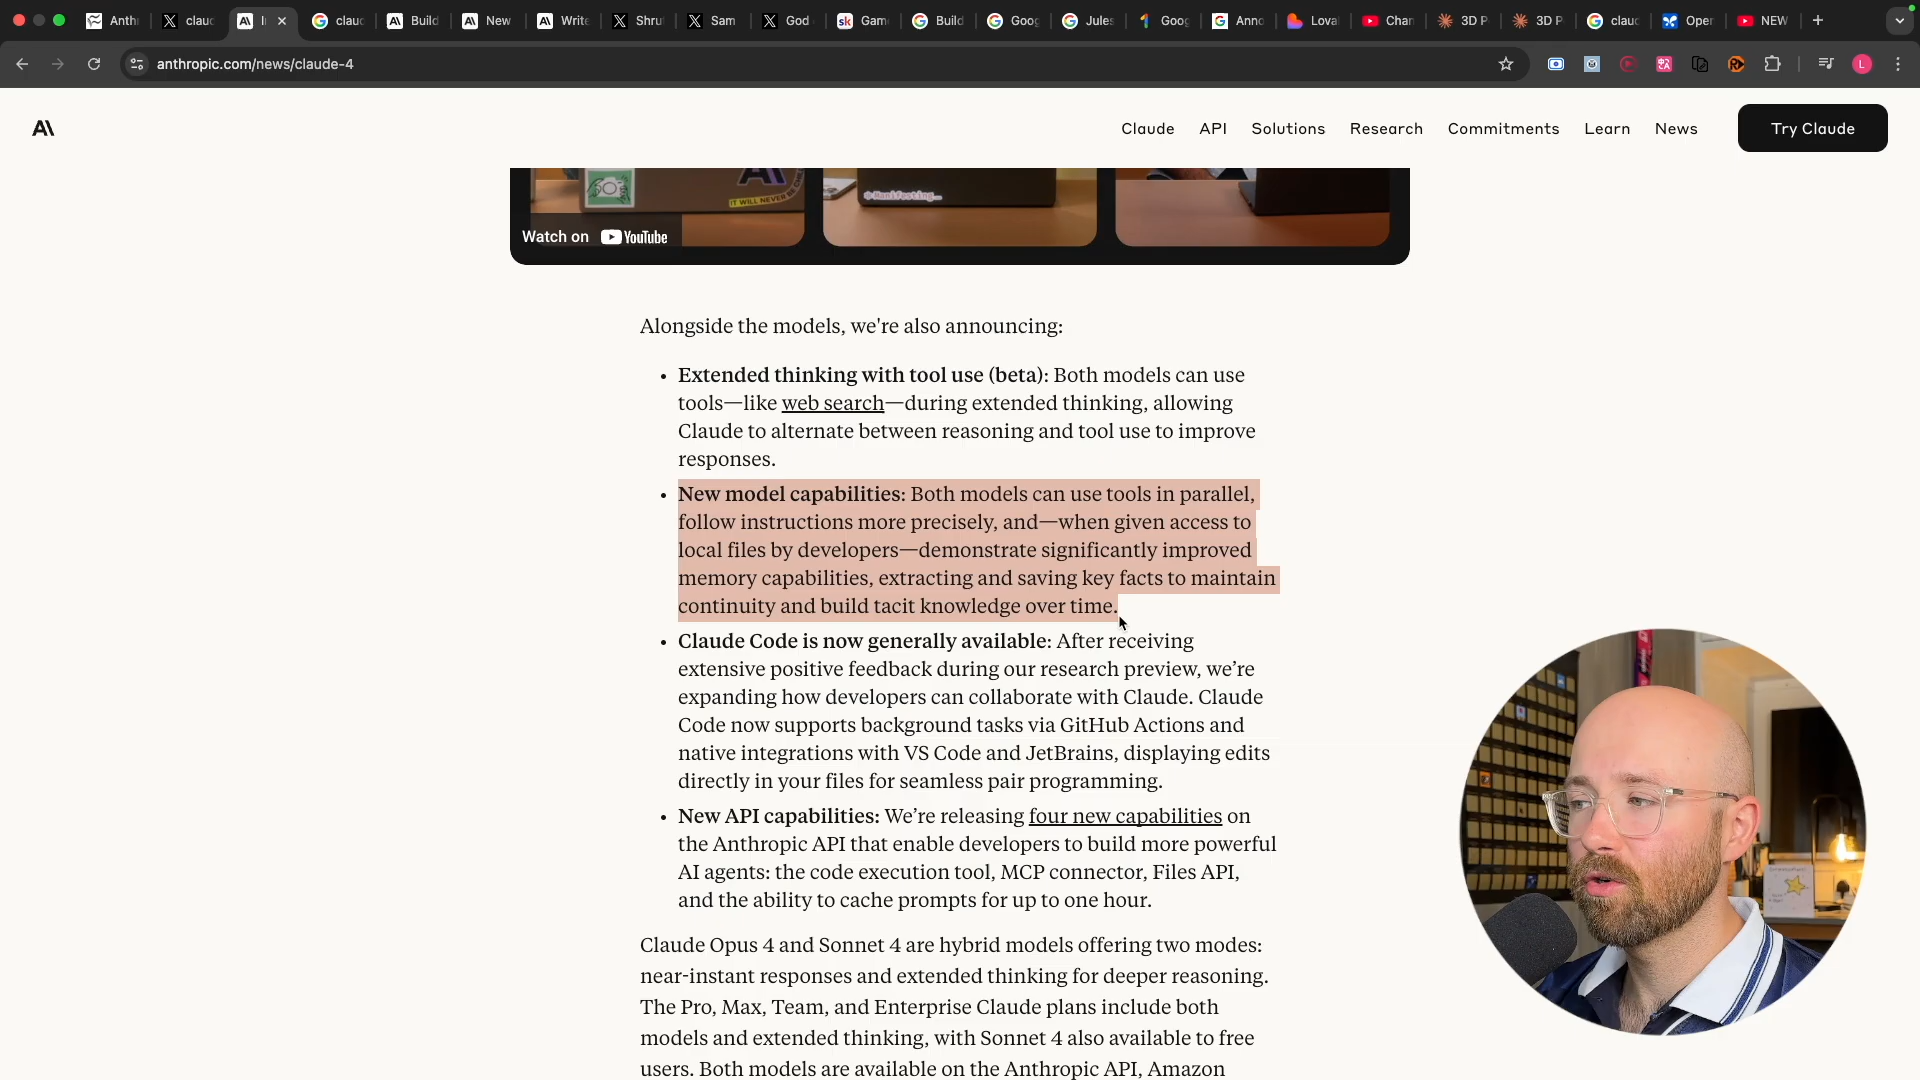 Anth
clauc
Iı
clauc
Build
New
Write
Shru
Sam
God
Gam
Build
Goog
Jules
Goog
Anno
Lova
Chan
3D P
3D P
clauc
Oper
NEW
anthropic.com/news/claude-4
Claude
API
Solutions
Research
Commitments
Learn
News
Try Claude
IT WILL NEVER BE
Manifesting...
Watch on YouTube
Alongside the models, we're also announcing:
• Extended thinking with tool use (beta): Both models can use
tools—like web search—during extended thinking, allowing
Claude to alternate between reasoning and tool use to improve
responses.
• New model capabilities: Both models can use tools in parallel,
follow instructions more precisely, and—when given access to
local files by developers—demonstrate significantly improved
memory capabilities, extracting and saving key facts to maintain
continuity and build tacit knowledge over time.
• Claude Code is now generally available: After receiving
extensive positive feedback during our research preview, we’re
expanding how developers can collaborate with Claude. Claude
Code now supports background tasks via GitHub Actions and
native integrations with VS Code and JetBrains, displaying edits
directly in your files for seamless pair programming.
• New API capabilities: We’re releasing four new capabilities on
the Anthropic API that enable developers to build more powerful
AI agents: the code execution tool, MCP connector, Files API,
and the ability to cache prompts for up to one hour.
Claude Opus 4 and Sonnet 4 are hybrid models offering two modes:
near-instant responses and extended thinking for deeper reasoning.
The Pro, Max, Team, and Enterprise Claude plans include both
models and extended thinking, with Sonnet 4 also available to free
users. Both models are available on the Anthropic API, Amazon